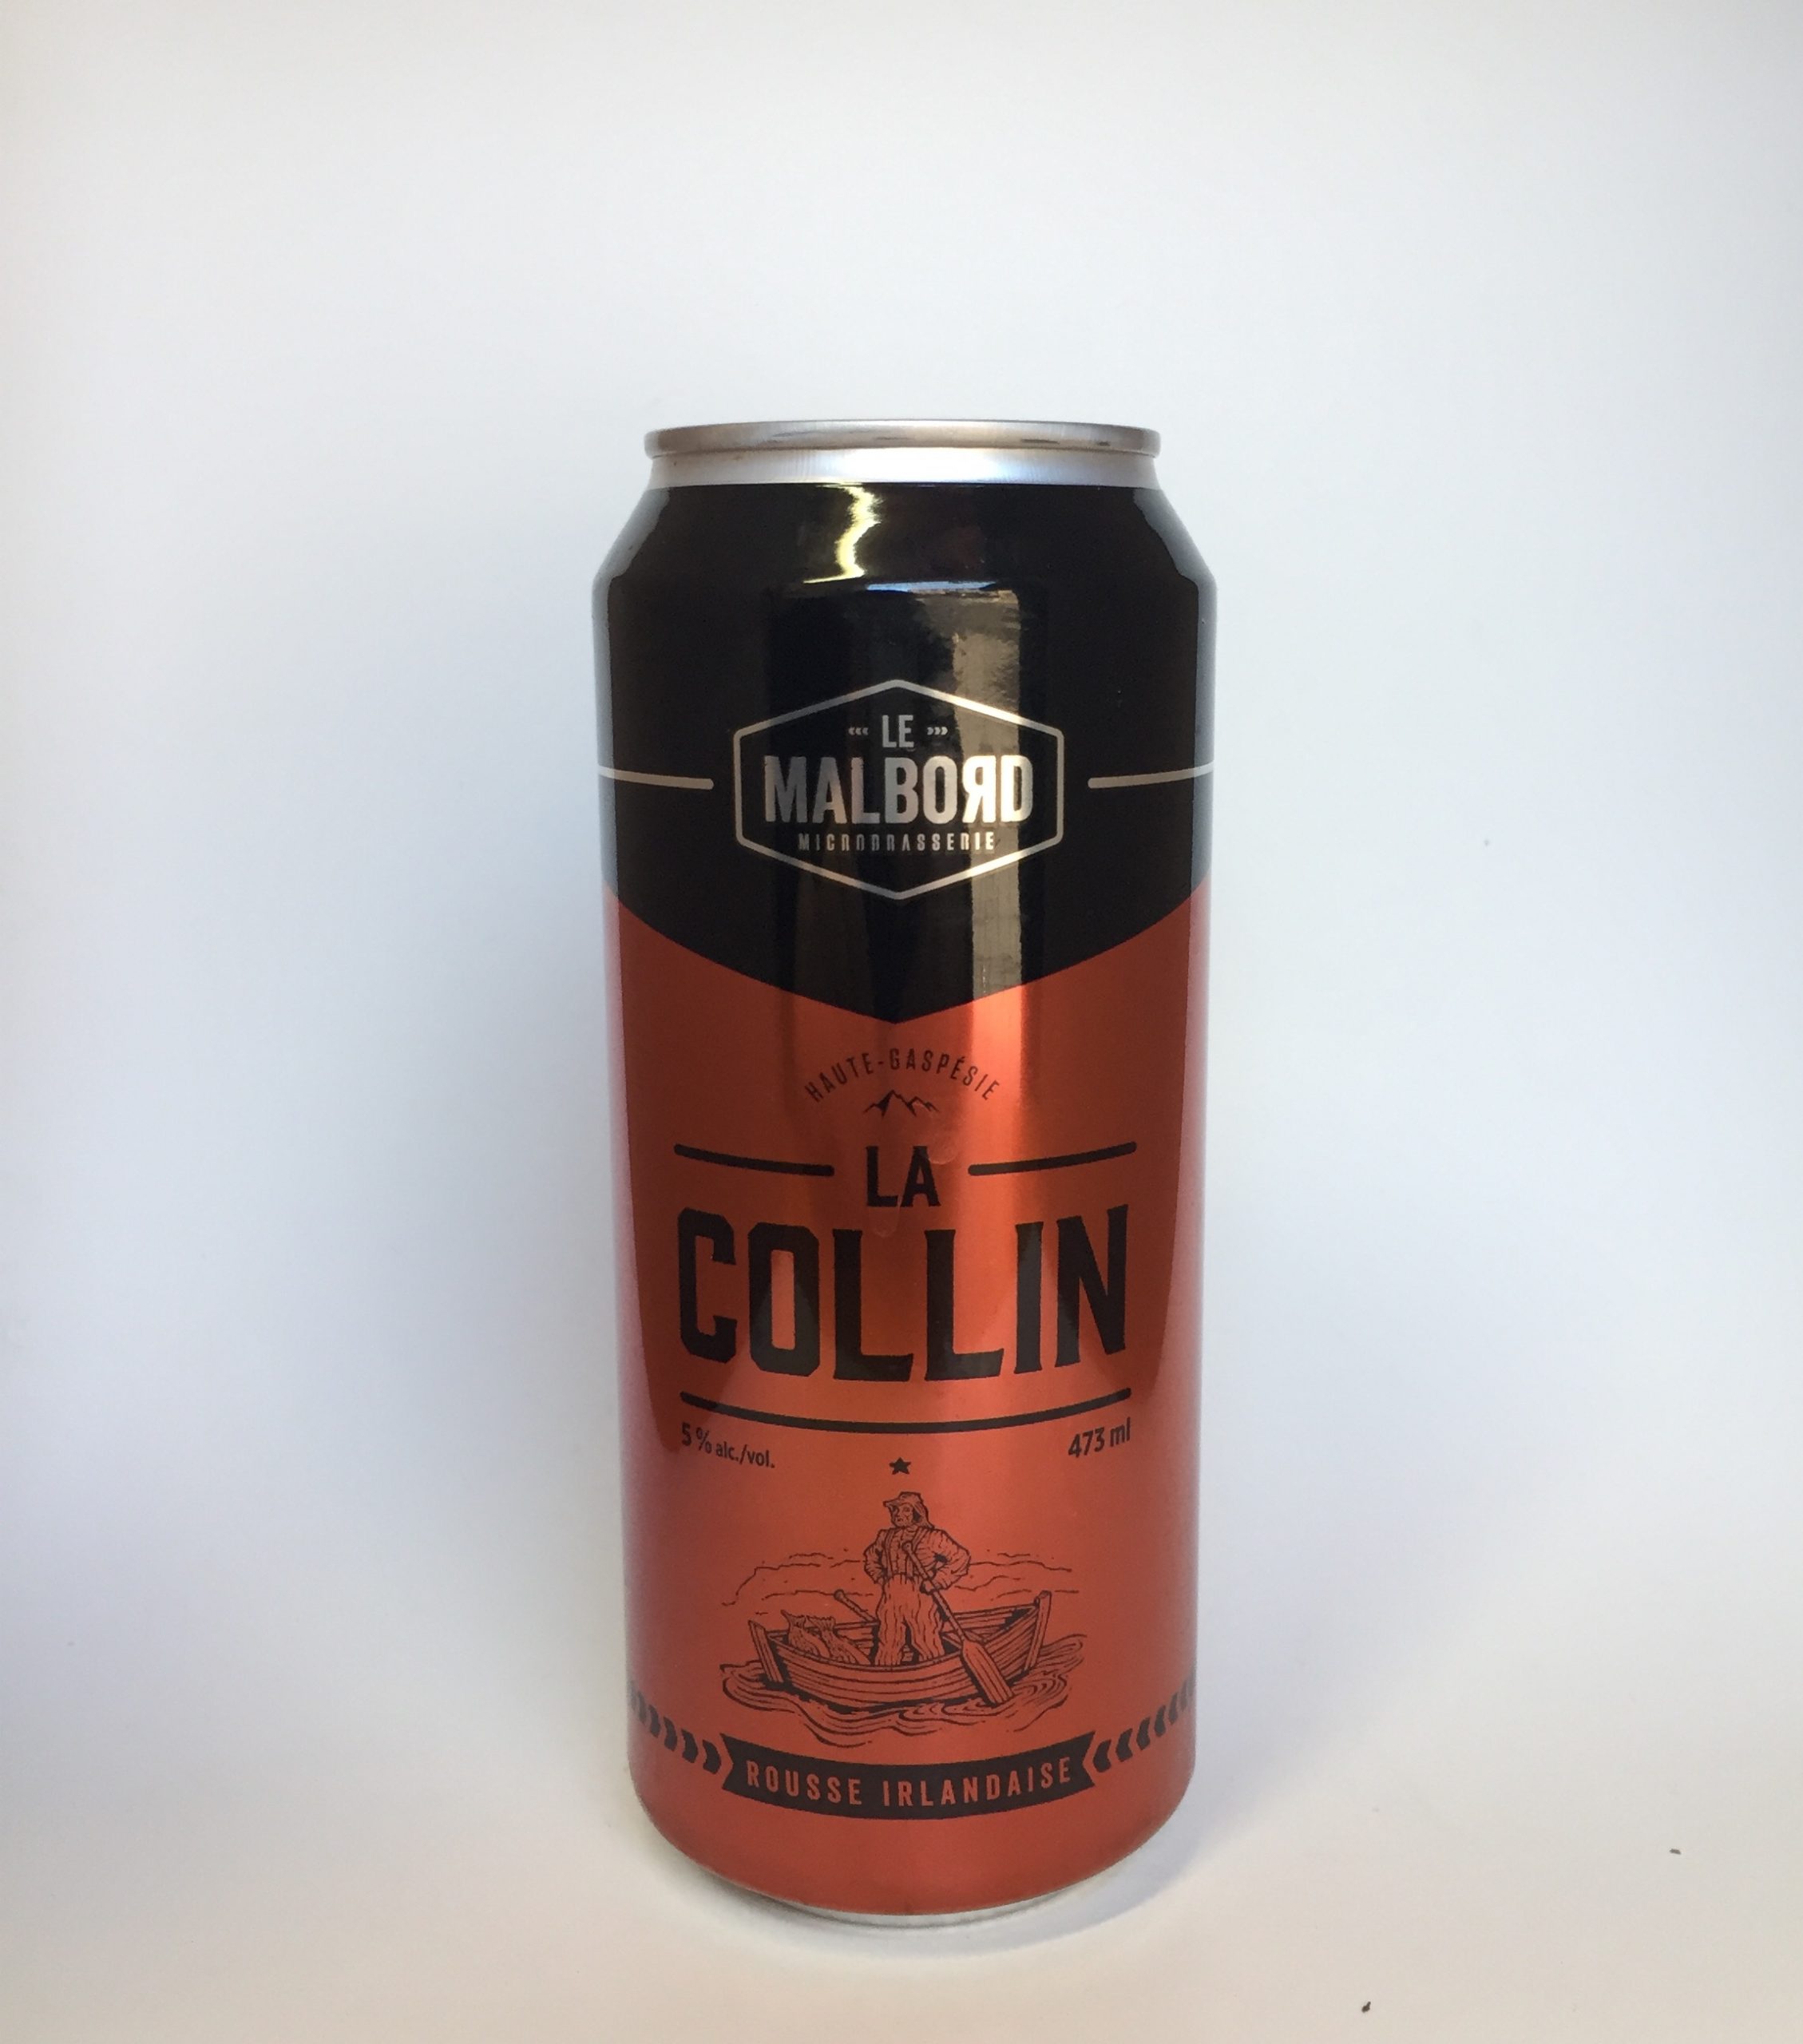 LE
MALBORD
MICROBRASSERIE
HAUTE-GASPÉSIE
LA
COLLIN
5 % alc./vol.
473 ml
ROUSSE IRLANDAISE